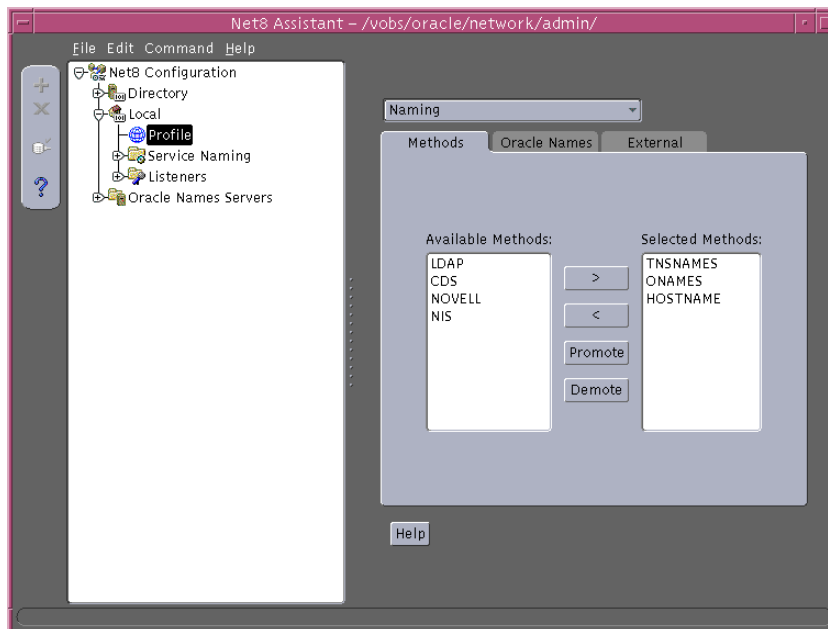 Net8 Assistant – /vobs/oracle/network/admin/
File Edit Command Help
Net8 Configuration
Directory
Local
Profile
Service Naming
Listeners
Oracle Names Servers
Naming
Methods Oracle Names External
Available Methods:
LDAP
CDS
NOVELL
NIS
>
<
Promote
Demote
Selected Methods:
TNSNAMES
ONAMES
HOSTNAME
Help